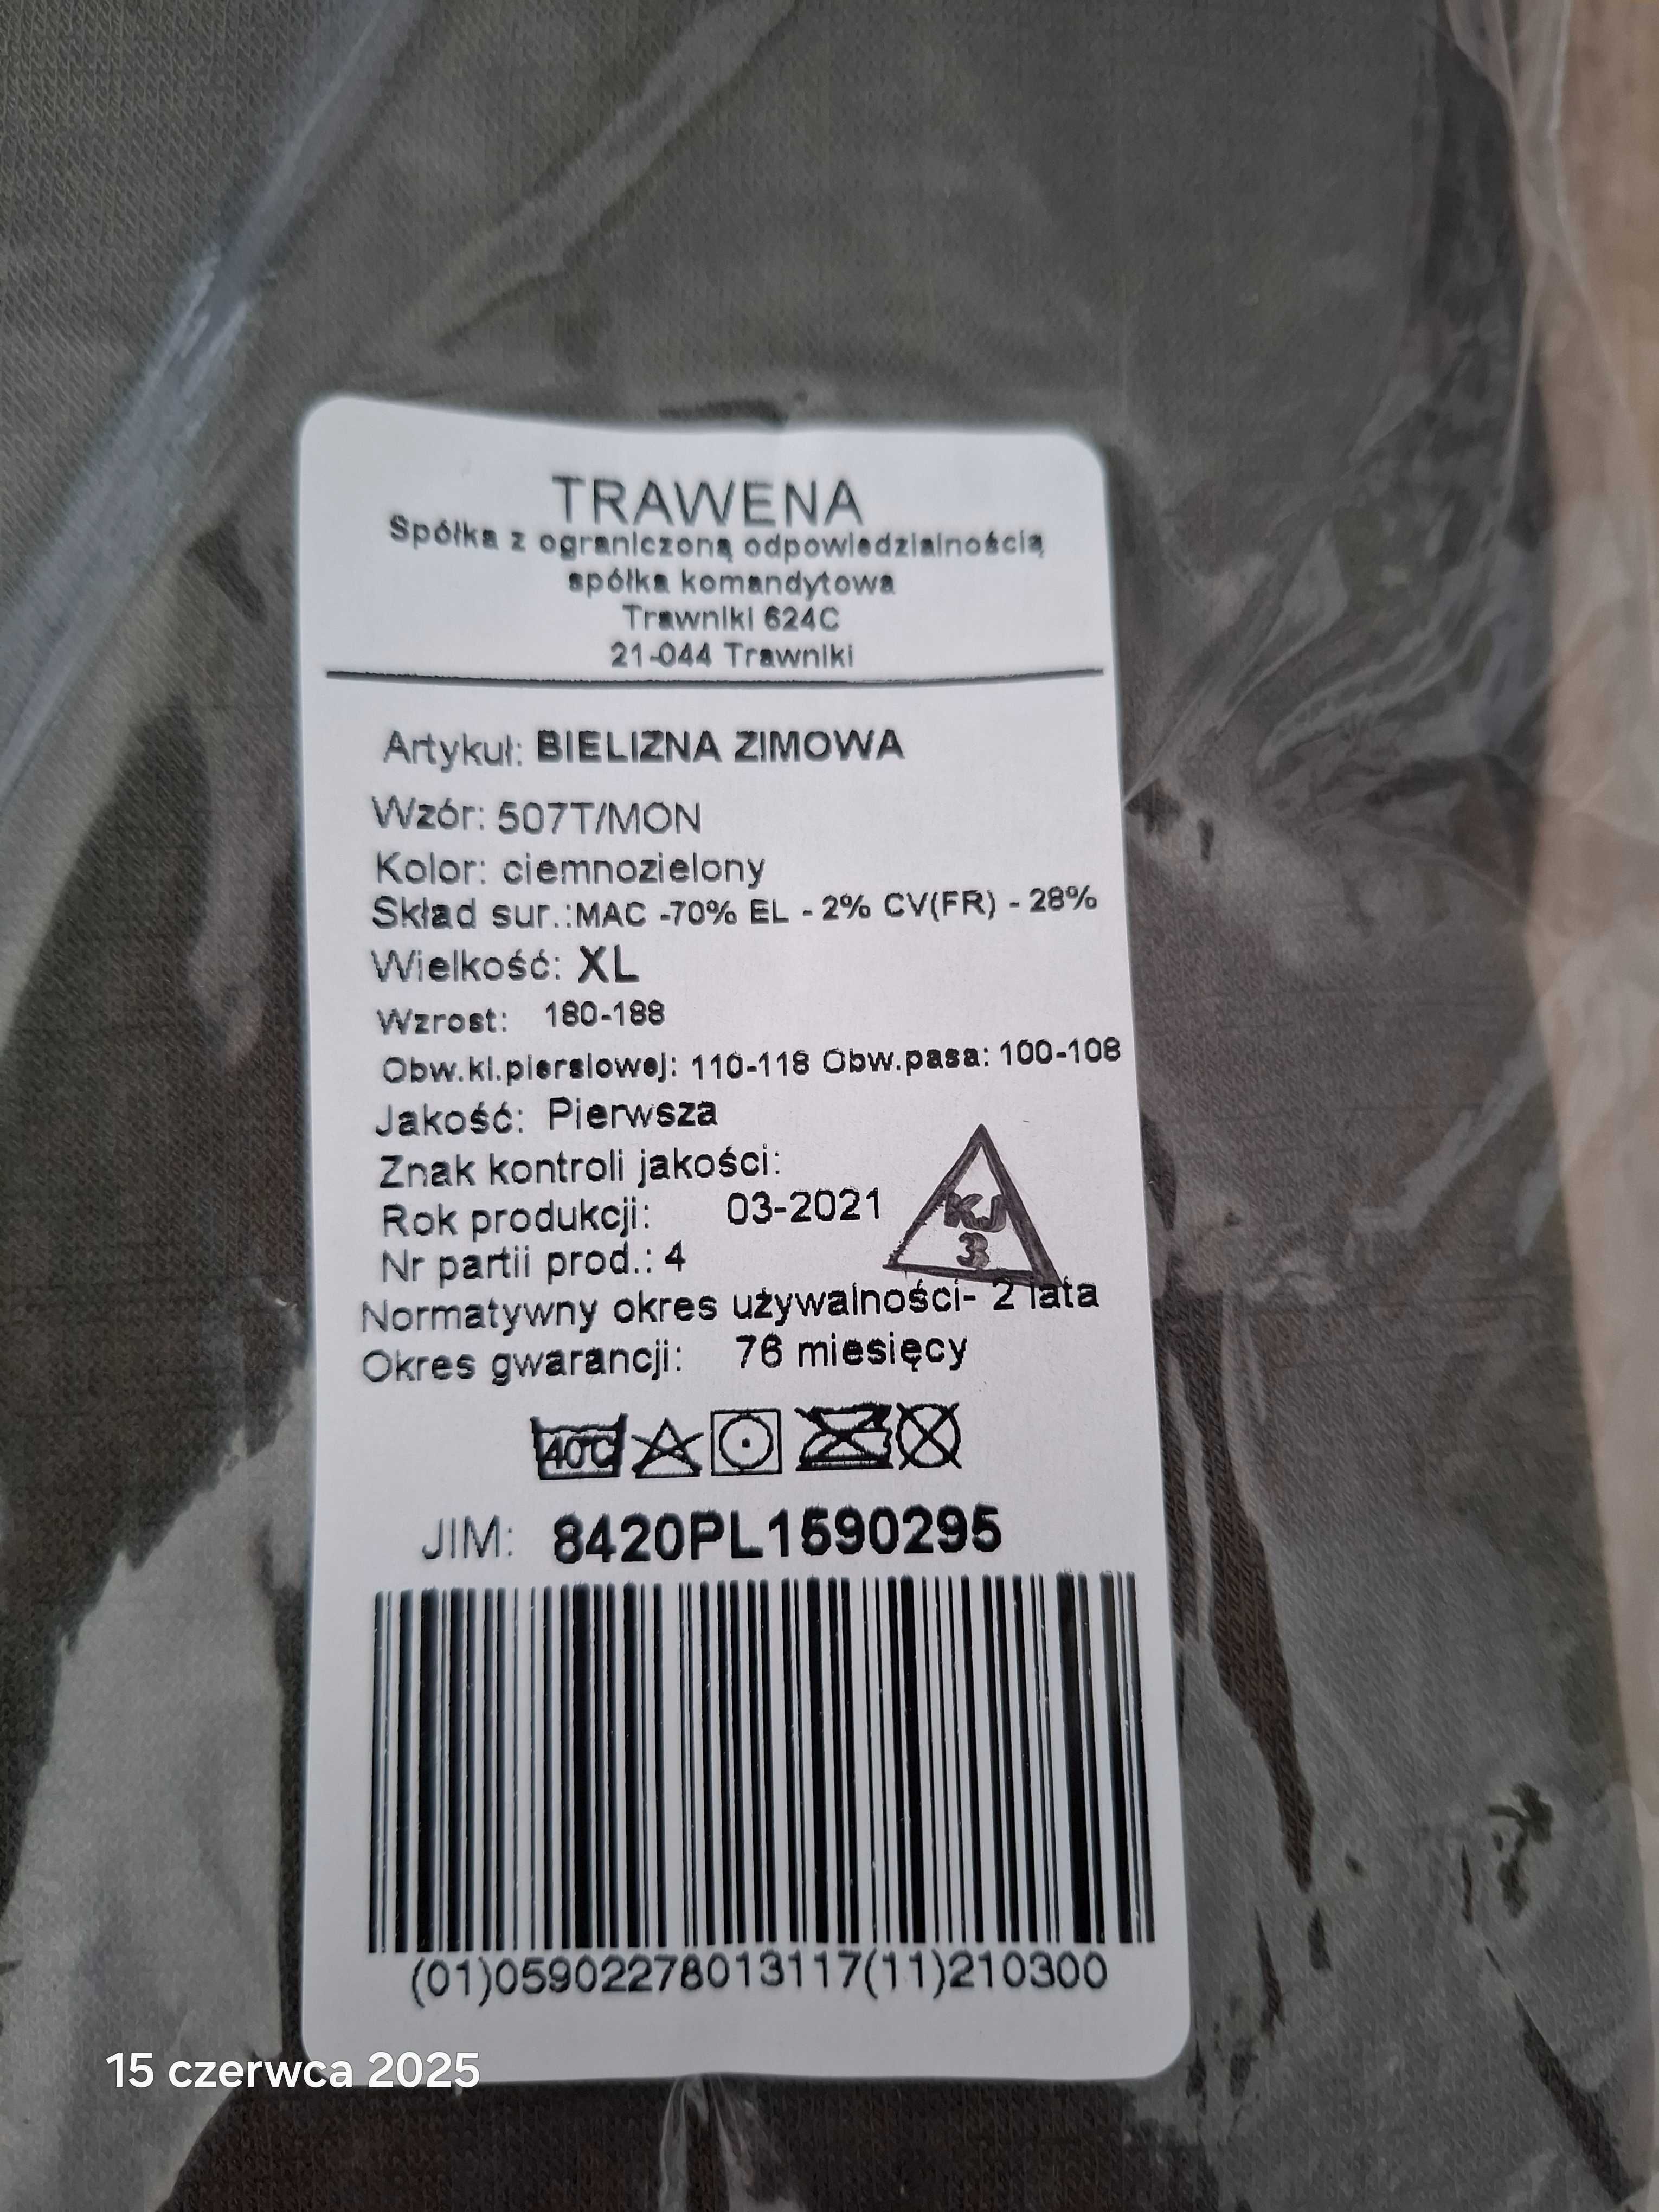 TRAWENA
Spółka z ograniczoną odpowiedzialnością
spółka komandytowa
Trawniki 624C
21-044 Trawniki
Artykuł: BIELIZNA ZIMOWA
Wzór: 507T/MON
Kolor: ciemnozielony
Skład sur.:MAC -70% EL - 2% CV(FR) - 28%
Wielkość: XL
Wzrost: 180-188
Obw.kl.piersiowej: 110-118 Obw.pasa: 100-108
Jakość: Pierwsza
Znak kontroli jakości:
Rok produkcji: 03-2021
KJ
3
Nr partii prod.: 4
Normatywny okres używalności- 2 lata
Okres gwarancji: 76 miesięcy
40°C
JIM: 8420PL1590295
(01)05902278013117(11)210300
15 czerwca 2025